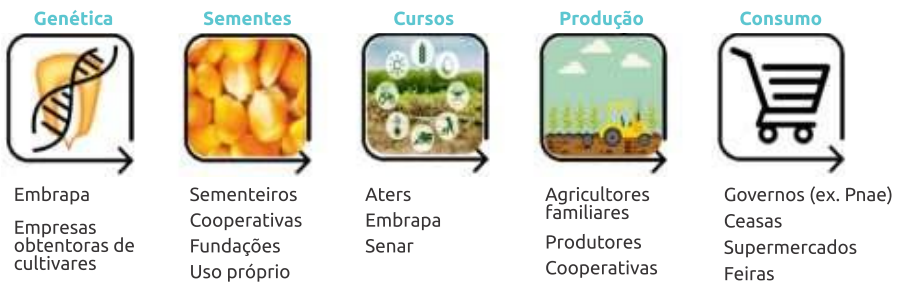 Genética
Embrapa
Empresas
obtentoras de
cultivares
Sementes
Sementeiros
Cooperativas
Fundações
Uso próprio
Cursos
Aters
Embrapa
Senar
Produção
Agricultores
familiares
Produtores
Cooperativas
Consumo
Governos (ex. Pnae)
Ceasas
Supermercados
Feiras